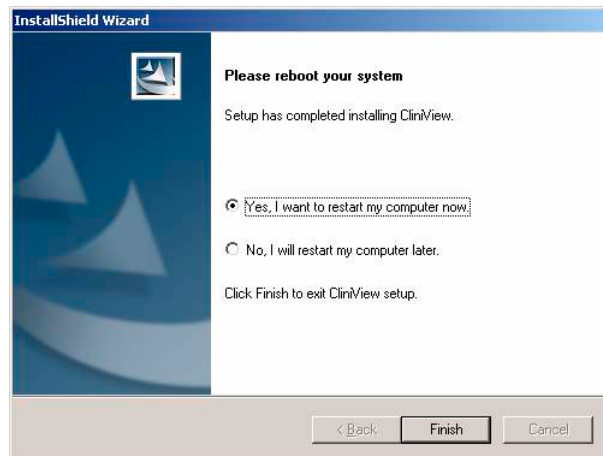 InstallShield Wizard
Please reboot your system
Setup has completed installing CliniView.
Yes, I want to restart my computer now.
No, I will restart my computer later.
Click Finish to exit CliniView setup.
< Back
Finish
Cancel